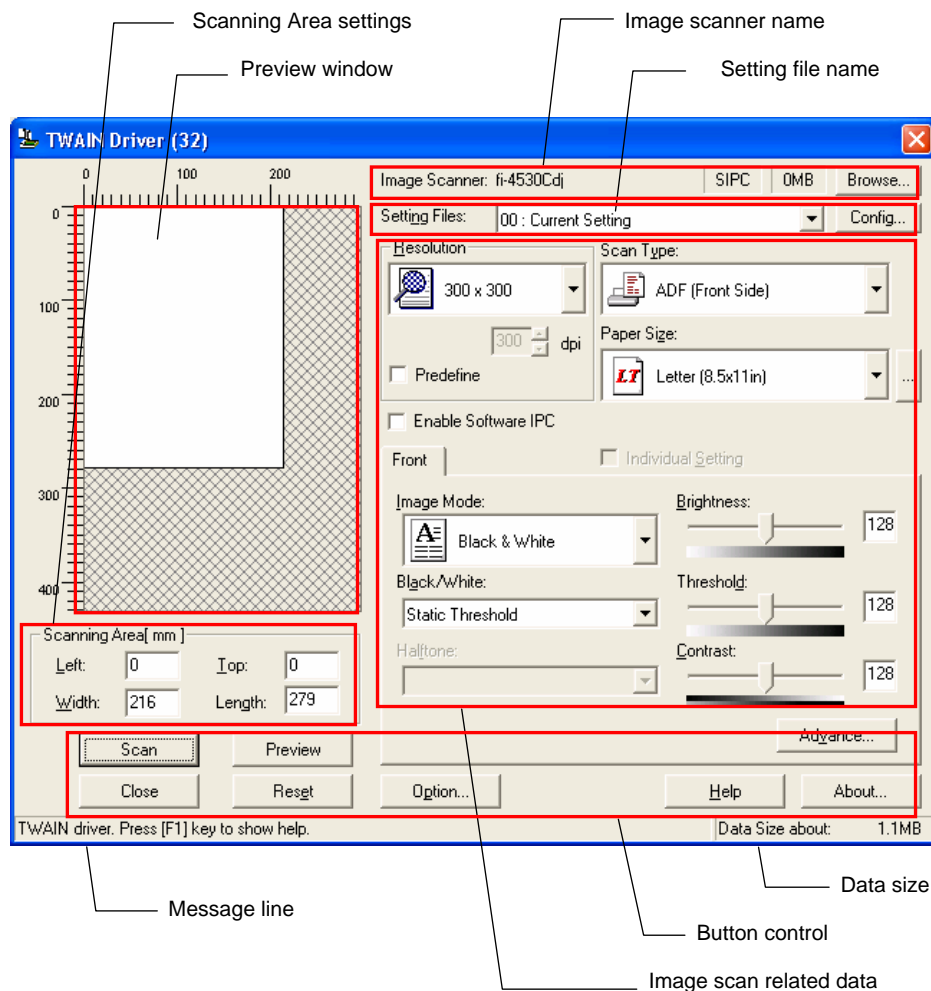 Scanning Area settings
Image scanner name
Preview window
Setting file name
TWAIN Driver (32)
0 100 200
Image Scanner: fi-4530Cdj SIPC 0MB Browse...
0
Setting Files: 00 : Current Setting Config...
Resolution
Scan Type:
300 x 300
ADF (Front Side)
100
300 dpi
Paper Size:
Predefine
Letter (8.5x11in)
LT
...
200
Enable Software IPC
Front
Individual Setting
300
Image Mode:
Brightness:
A
Black & White
128
400
Black/White:
Threshold:
Static Threshold
128
Scanning Area[ mm ]
Left: 0 Top: 0
Halftone:
Contrast:
Width: 216 Length: 279
128
Scan Preview
Advance...
Close Reset Option... Help About...
TWAIN driver. Press [F1] key to show help.
Data Size about: 1.1MB
Data size
Message line
Button control
Image scan related data